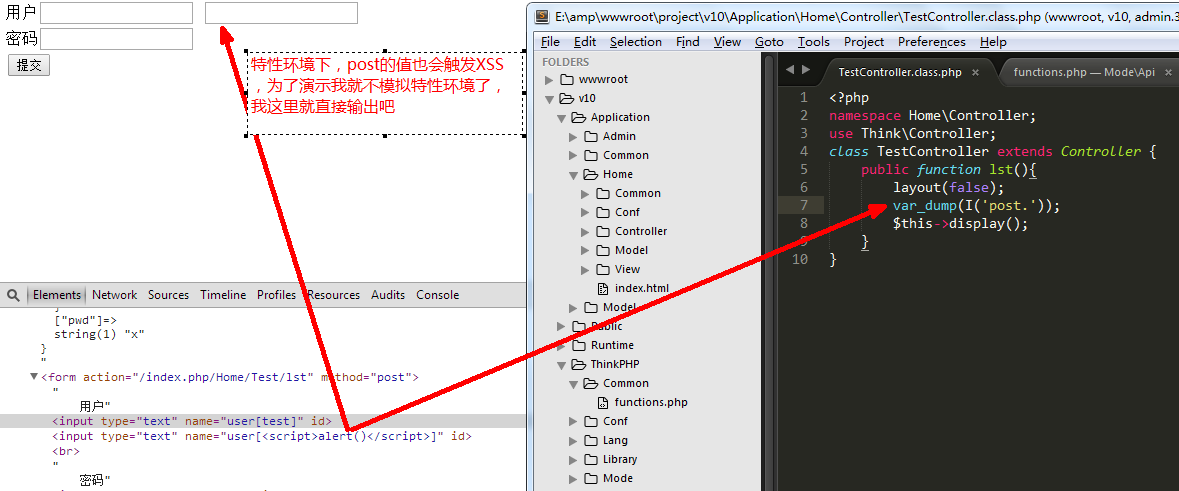 用户
密码
提交
特性环境下，post的值也会触发XSS
，为了演示我就不模拟特性环境了，
我这里就直接输出吧
Elements Network Sources Timeline Profiles Resources Audits Console
}
["pwd"]=>
string(1) "x"
}
"
<form action="/index.php/Home/Test/lst" method="post">
"
用户"
<input type="text" name="user[test]" id>
<input type="text" name="user[<script>alert()</script>]" id>
<br>
"
密码"
E:\amp\wwwroot\project\v10\Application\Home\Controller\TestController.class.php (wwwroot, v10, admin.3
File Edit Selection Find View Goto Tools Project Preferences Help
FOLDERS
wwwroot
v10
Application
Admin
Common
Home
Common
Conf
Controller
Model
View
index.html
Model
Public
Runtime
ThinkPHP
Common
functions.php
Conf
Lang
Library
Mode
TestController.class.php × functions.php — Mode\Api ×
1 <?php
2 namespace Home\Controller;
3 use Think\Controller;
4 class TestController extends Controller {
5 public function lst(){
6 layout(false);
7 var_dump(I('post.'));
8 $this->display();
9 }
10 }